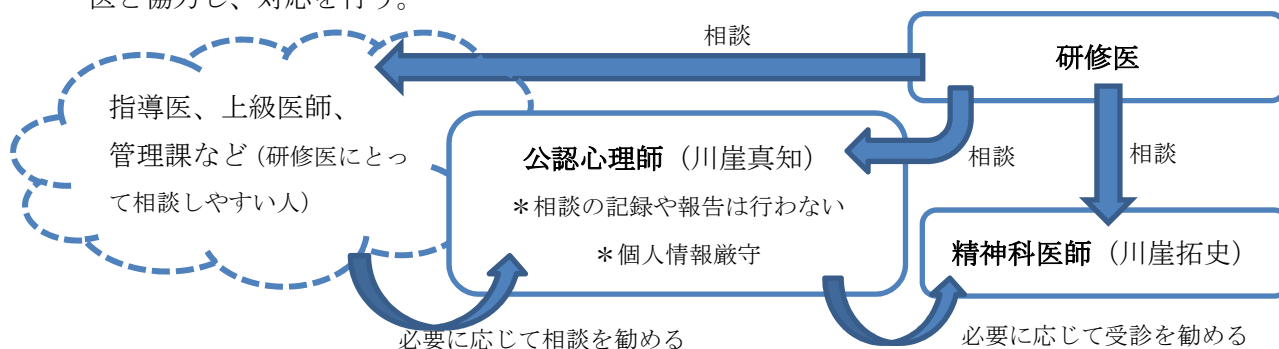 医と協力し、対応を行う。
相談
研修医
指導医、上級医師、
管理課など（研修医にとっ
て相談しやすい人）
公認心理師（川崖真知）
＊相談の記録や報告は行わない
＊個人情報厳守
相談
相談
精神科医師（川崖拓史）
必要に応じて相談を勧める
必要に応じて受診を勧める